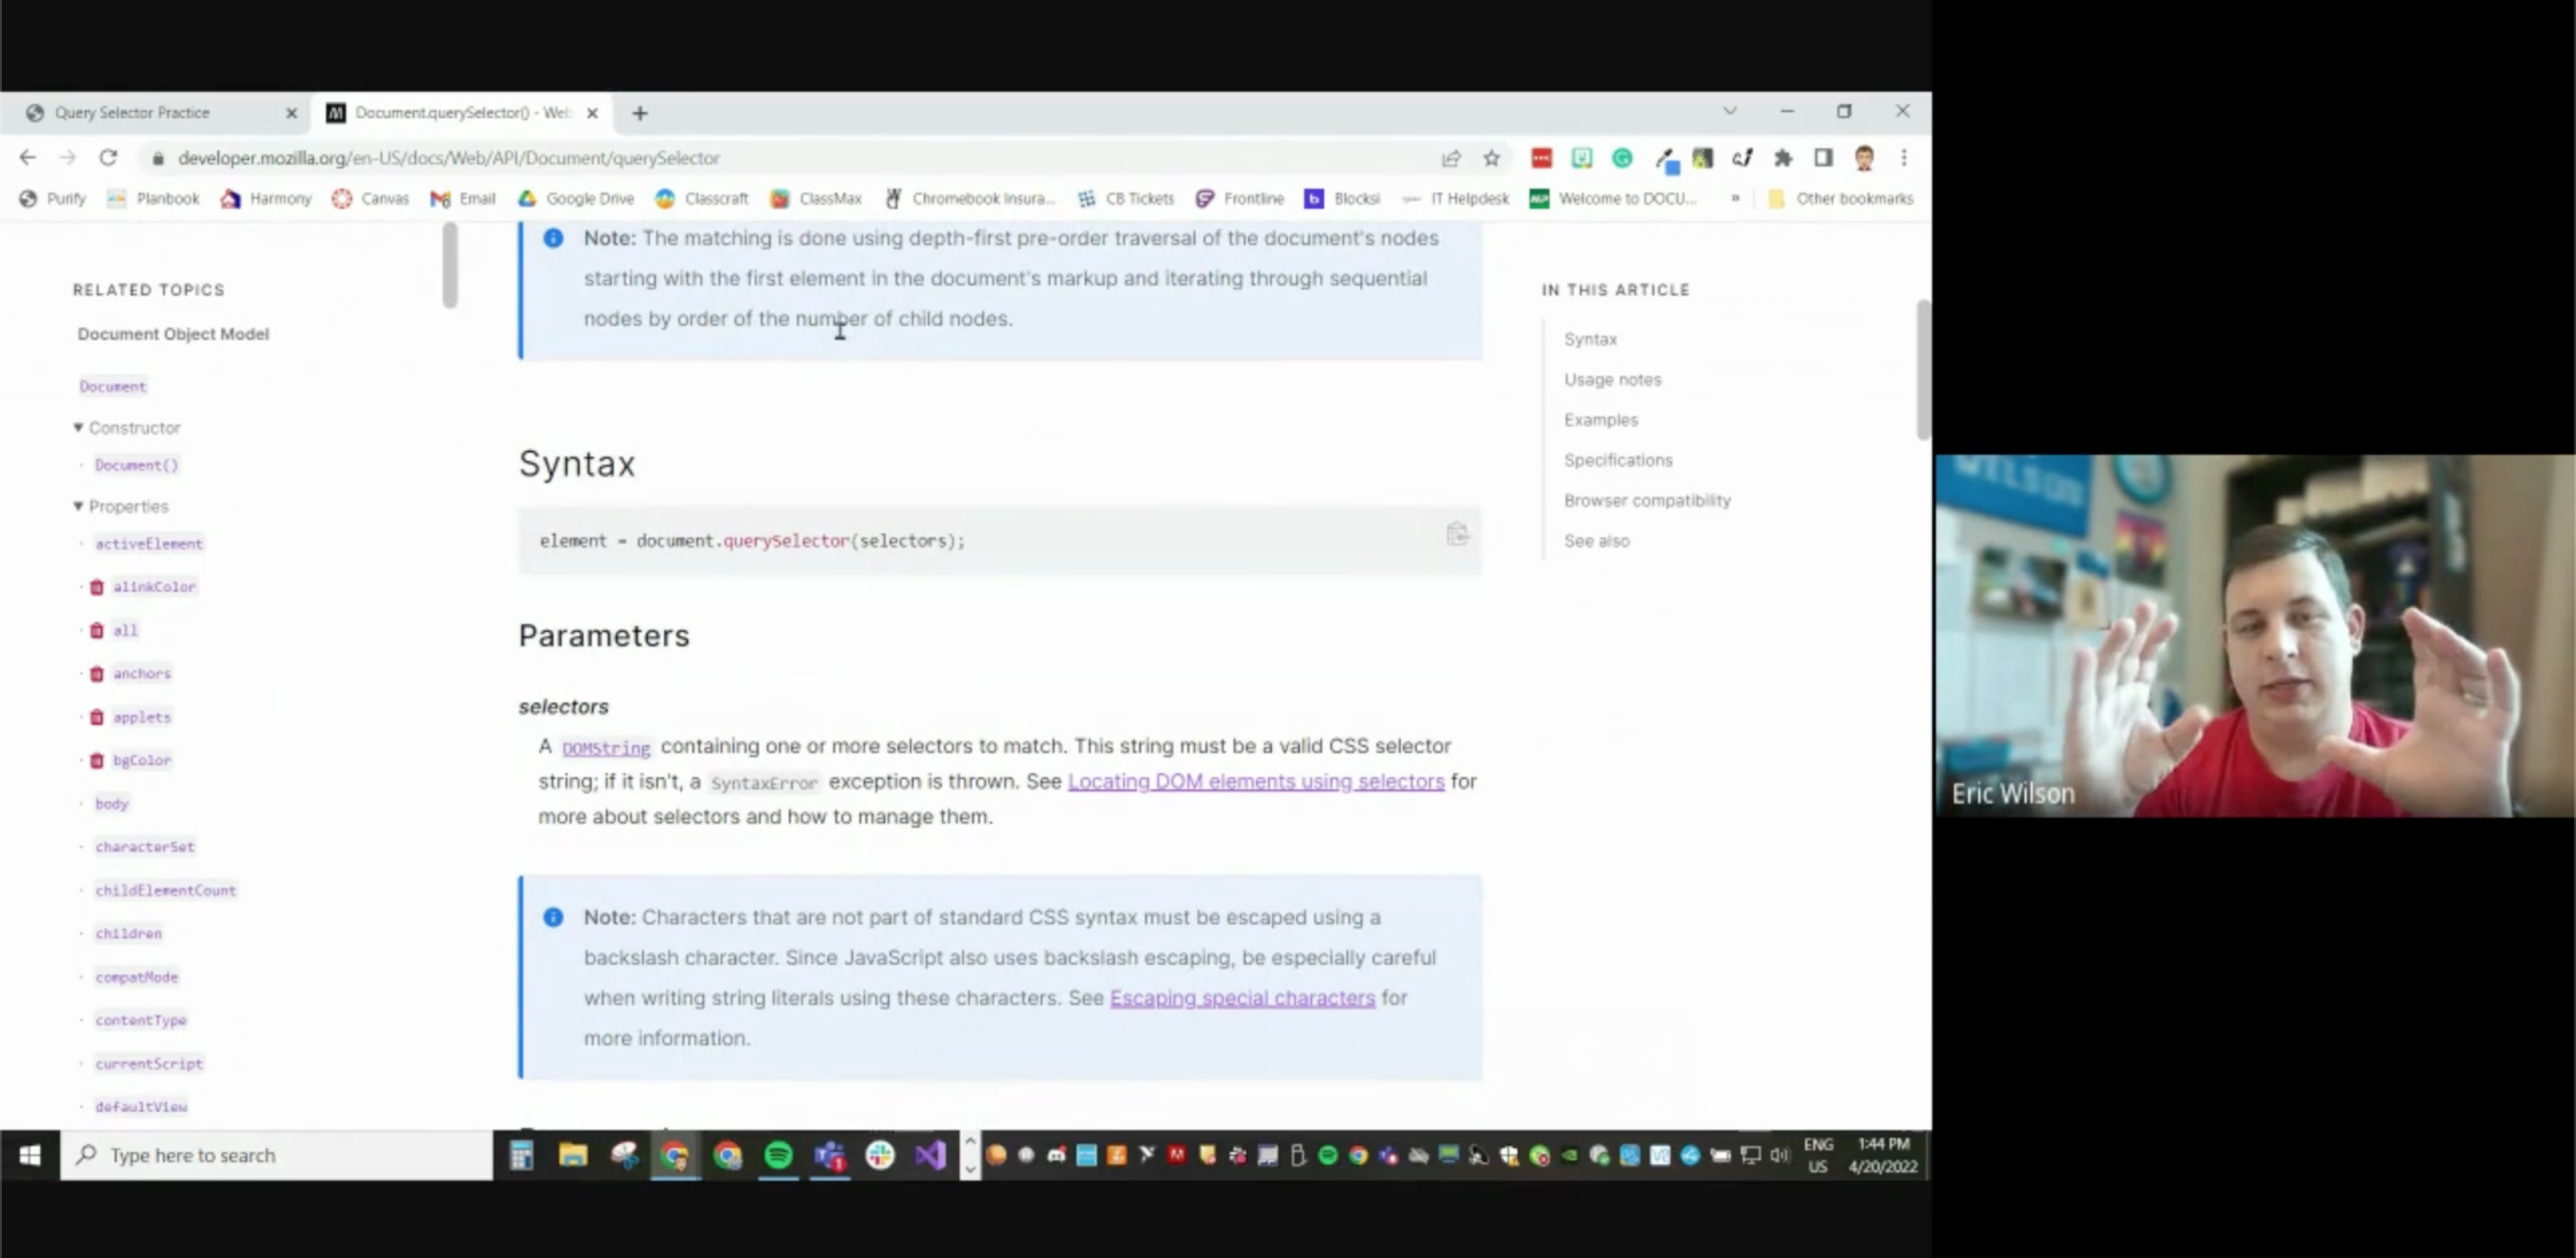 Query Selector Practice
Document.querySelector() - Web
developer.mozilla.org/en-US/docs/Web/API/Document/querySelector
Purify Planbook Harmony Canvas Email Google Drive Classcraft ClassMax Chromebook Insura... CB Tickets Frontline Blocksi IT Helpdesk Welcome to DOCU... » Other bookmarks
RELATED TOPICS
Document Object Model
Document
Constructor
Document()
Properties
activeElement
alinkColor
all
anchors
applets
bgColor
body
characterSet
childElementCount
children
compatMode
contentType
currentScript
defaultView
Note: The matching is done using depth-first pre-order traversal of the document's nodes
starting with the first element in the document's markup and iterating through sequential
nodes by order of the number of child nodes.
Syntax
element = document.querySelector(selectors);
Parameters
selectors
A DOMString containing one or more selectors to match. This string must be a valid CSS selector
string; if it isn't, a SyntaxError exception is thrown. See Locating DOM elements using selectors for
more about selectors and how to manage them.
Note: Characters that are not part of standard CSS syntax must be escaped using a
backslash character. Since JavaScript also uses backslash escaping, be especially careful
when writing string literals using these characters. See Escaping special characters for
more information.
IN THIS ARTICLE
Syntax
Usage notes
Examples
Specifications
Browser compatibility
See also
WILSON
Eric Wilson
Type here to search
ENG
US
1:44 PM
4/20/2022